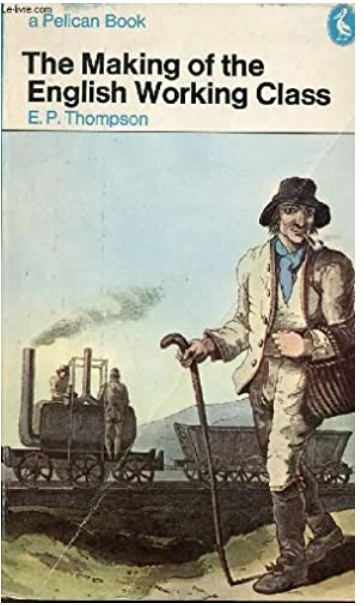 Le-livre.com
a Pelican Book
The Making of the
English Working Class
E. P. Thompson